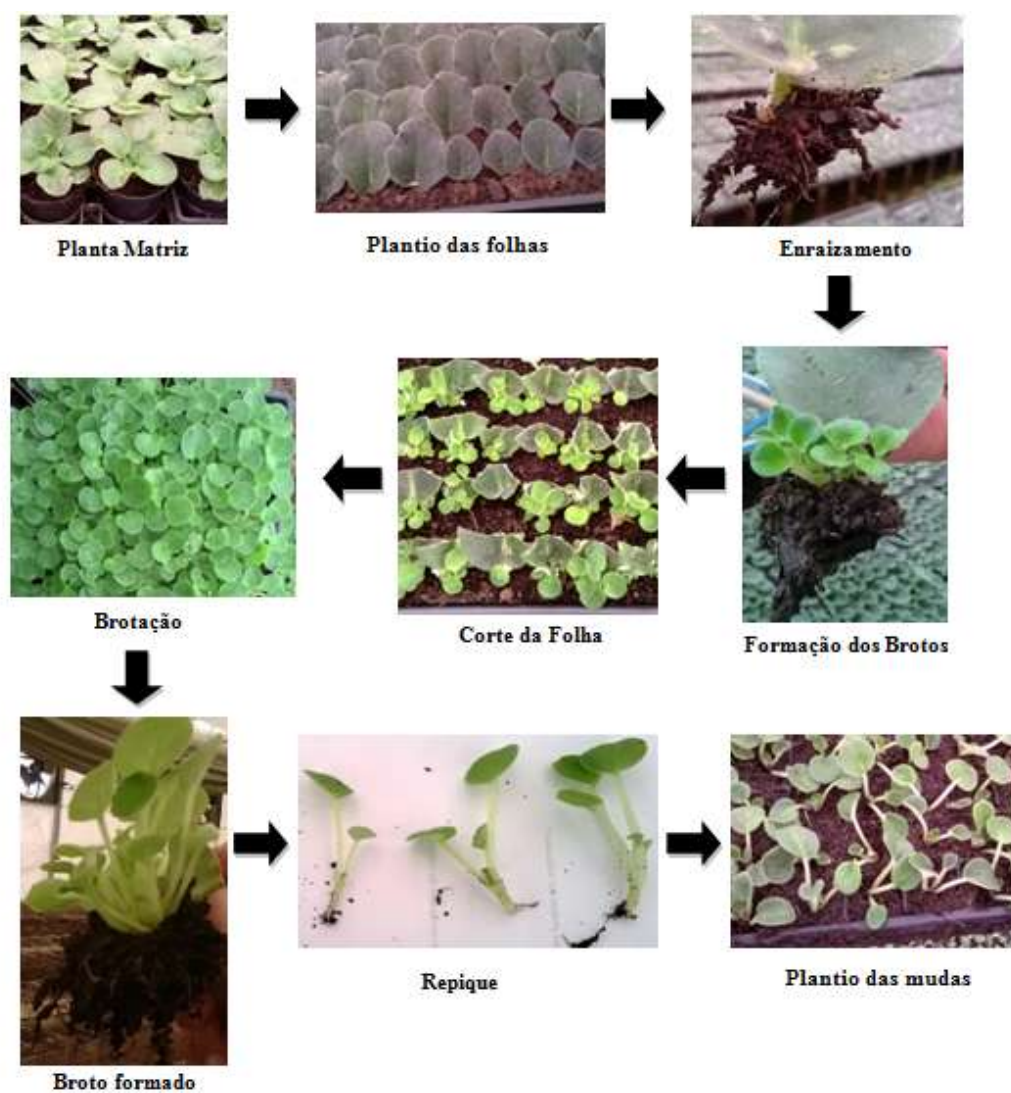 Planta Matriz
Plantio das folhas
Enraizamento
Formação dos Brotos
Corte da Folha
Brotação
Broto formado
Repique
Plantio das mudas